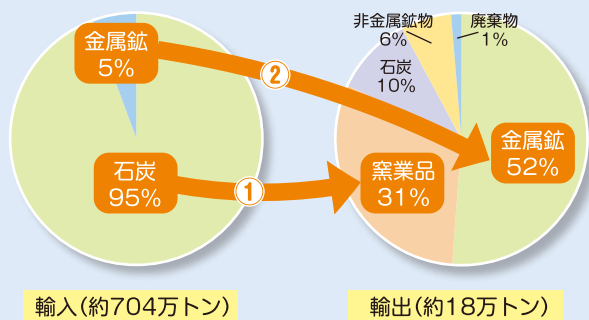 金属鉱
5%
石炭
95%
輸入(約704万トン)
②
①
非金属鉱物
6%
廃棄物
1%
石炭
10%
金属鉱
52%
窯業品
31%
輸出(約18万トン)